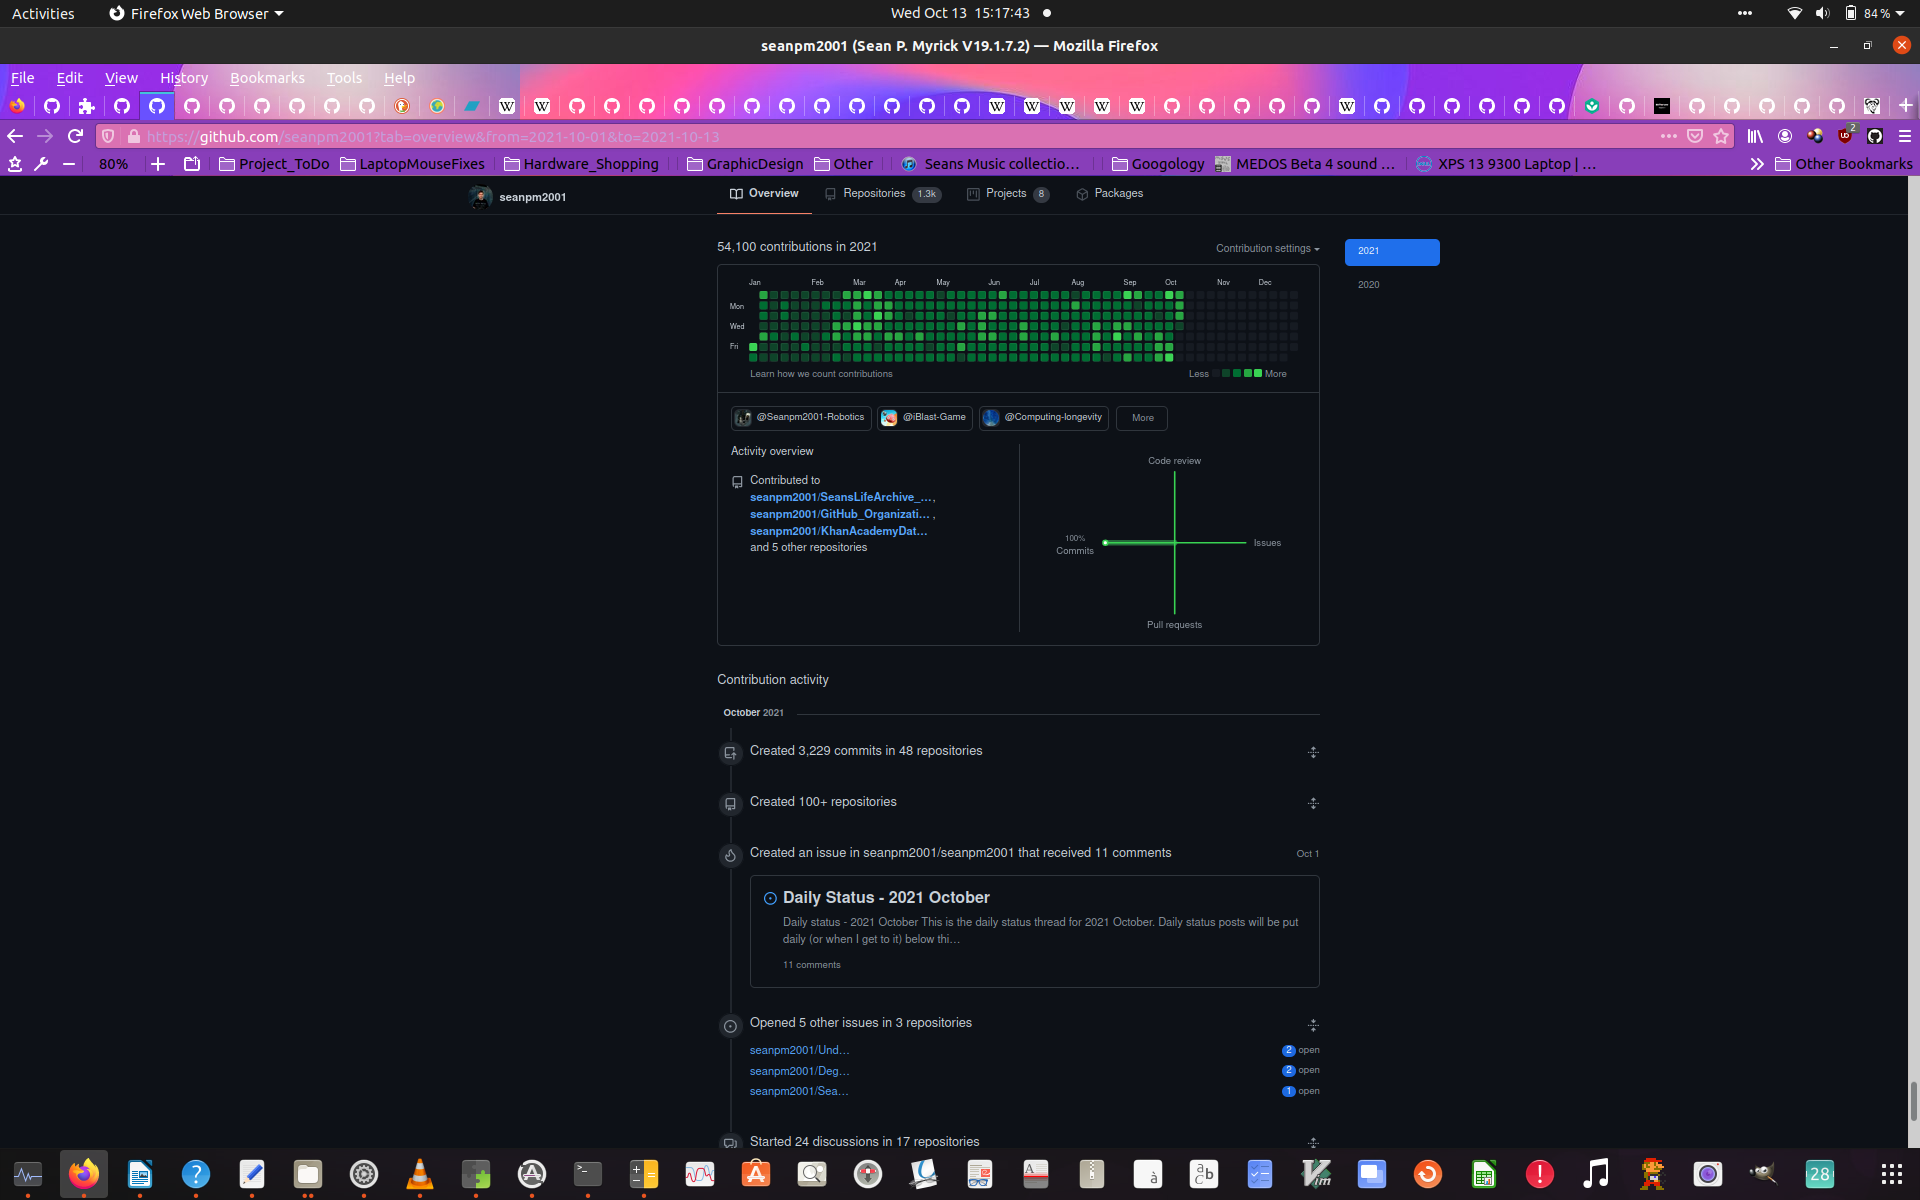 Activities
Firefox Web Browser
Wed Oct 13 15:17:43
84 %
seanpm2001 (Sean P. Myrick V19.1.7.2) — Mozilla Firefox
File Edit View History Bookmarks Tools Help
https://github.com/seanpm2001?tab=overview&from=2021-10-01&to=2021-10-13
2
80%
Project_ToDo
LaptopMouseFixes
Hardware_Shopping
GraphicDesign
Other
Seans Music collectio…
Googology
MEDOS Beta 4 sound …
XPS 13 9300 Laptop | …
Other Bookmarks
seanpm2001
Overview
Repositories 1.3k
Projects 8
Packages
54,100 contributions in 2021
Contribution settings
2021
2020
Jan Feb Mar Apr May Jun Jul Aug Sep Oct Nov Dec
Mon
Wed
Fri
Learn how we count contributions
Less More
@Seanpm2001-Robotics
@iBlast-Game
@Computing-longevity
More
Activity overview
Contributed to
seanpm2001/SeansLifeArchive_…,
seanpm2001/GitHub_Organizati… ,
seanpm2001/KhanAcademyDat…
and 5 other repositories
Code review
100%
Commits
Issues
Pull requests
Contribution activity
October 2021
Created 3,229 commits in 48 repositories
Created 100+ repositories
Created an issue in seanpm2001/seanpm2001 that received 11 comments
Oct 1
Daily Status - 2021 October
Daily status - 2021 October This is the daily status thread for 2021 October. Daily status posts will be put
daily (or when I get to it) below thi…
11 comments
Opened 5 other issues in 3 repositories
seanpm2001/Und…
2 open
seanpm2001/Deg…
2 open
seanpm2001/Sea…
1 open
Started 24 discussions in 17 repositories
28